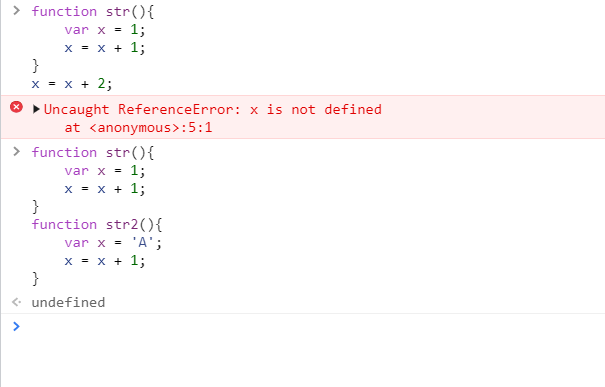 function str(){
    var x = 1;
    x = x + 1;
}
x = x + 2;
Uncaught ReferenceError: x is not defined
    at <anonymous>:5:1
function str(){
    var x = 1;
    x = x + 1;
}
function str2(){
    var x = 'A';
    x = x + 1;
}
undefined